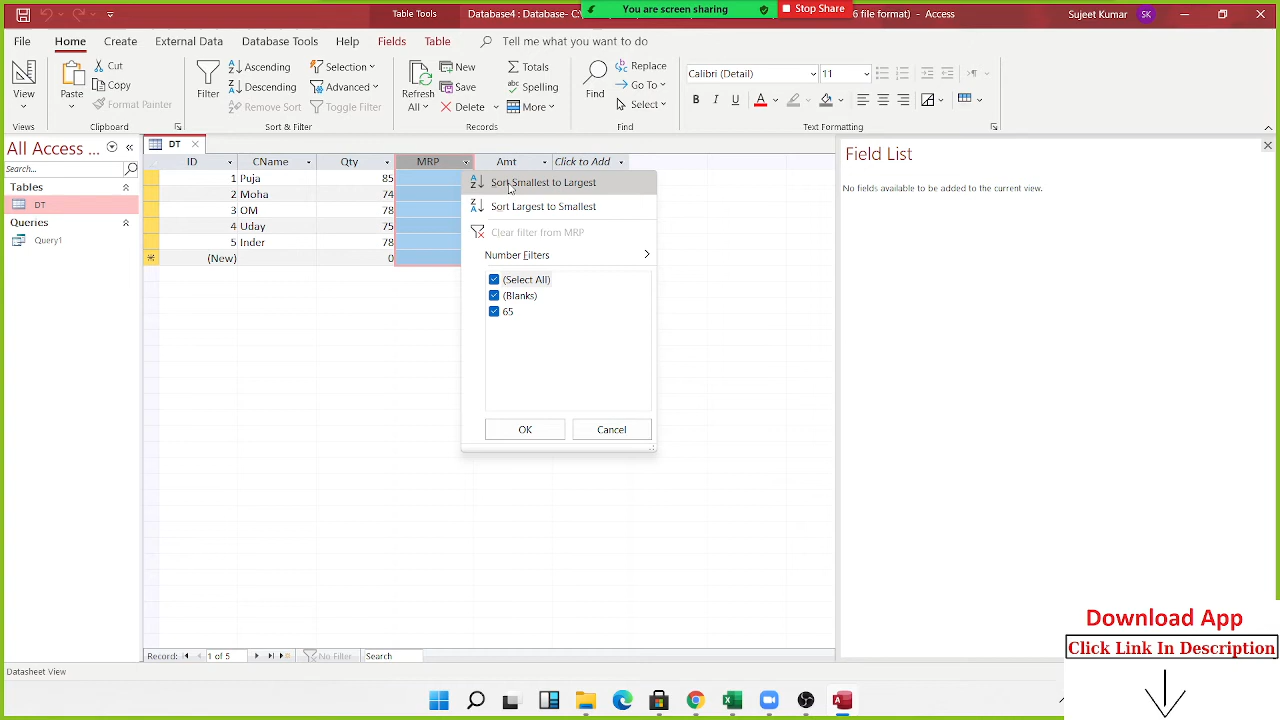 You are screen sharing
Stop Share
Table Tools
Database4: Database- C:\
6 file format) - Access
Sujeet Kumar
SK
File
Home
Create
External Data
Database Tools
Help
Fields
Table
Tell me what you want to do
View
Views
Paste
Cut
Copy
Format Painter
Clipboard
Filter
Ascending
Descending
Remove Sort
Selection
Advanced
Toggle Filter
Sort & Filter
Refresh
All
New
Save
Delete
Totals
Spelling
More
Records
Find
Replace
Go To
Select
Find
Calibri (Detail)
11
B I U A
Text Formatting
All Access ...
Search...
Tables
DT
Queries
Query1
DT
ID CName Qty MRP Amt Click to Add
1 Puja 85
2 Moha 74
3 OM 78
4 Uday 75
5 Inder 78
(New) 0
Sort Smallest to Largest
Sort Largest to Smallest
Clear filter from MRP
Number Filters
(Select All)
(Blanks)
65
OK
Cancel
Field List
No fields available to be added to the current view.
Record:
1 of 5
No Filter
Search
Datasheet View
Download App
Click Link In Description